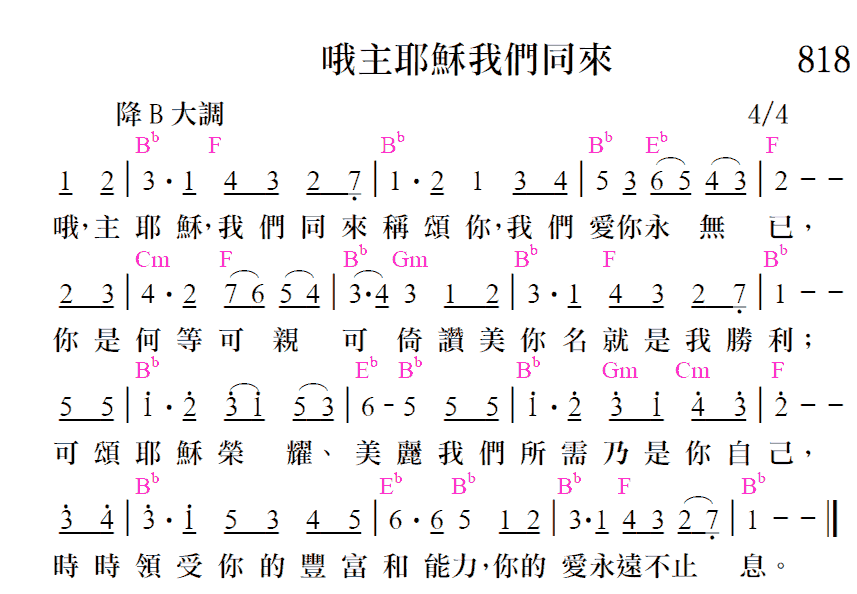 哦主耶穌我們同來 818
降 B 大調 4/4
B♭ F B♭ B♭ E♭ F
1 2 | 3 · 1 4 3 2 7 | 1 · 2 1 3 4 | 5 3 6 5 4 3 | 2 - -
哦,主耶穌,我們同來稱頌你,我們愛你永無已,
Cm F B♭ Gm B♭ F B♭
2 3 | 4 · 2 7 6 5 4 | 3 · 4 3 1 2 | 3 · 1 4 3 2 7 | 1 - -
你是何等可親可倚讚美你名就是我勝利;
B♭ E♭ B♭ B♭ Gm Cm F
5 5 | 1 · 2 3 1 5 3 | 6 - 5 5 5 | 1 · 2 3 1 4 3 | 2 - -
可頌耶穌榮耀、美麗我們所需乃是你自己,
B♭ E♭ B♭ B♭ F B♭
3 4 | 3 · 1 5 3 4 5 | 6 · 6 5 1 2 | 3 · 1 4 3 2 7 | 1 - - ||
時時領受你的豐富和能力,你的愛永遠不止息。